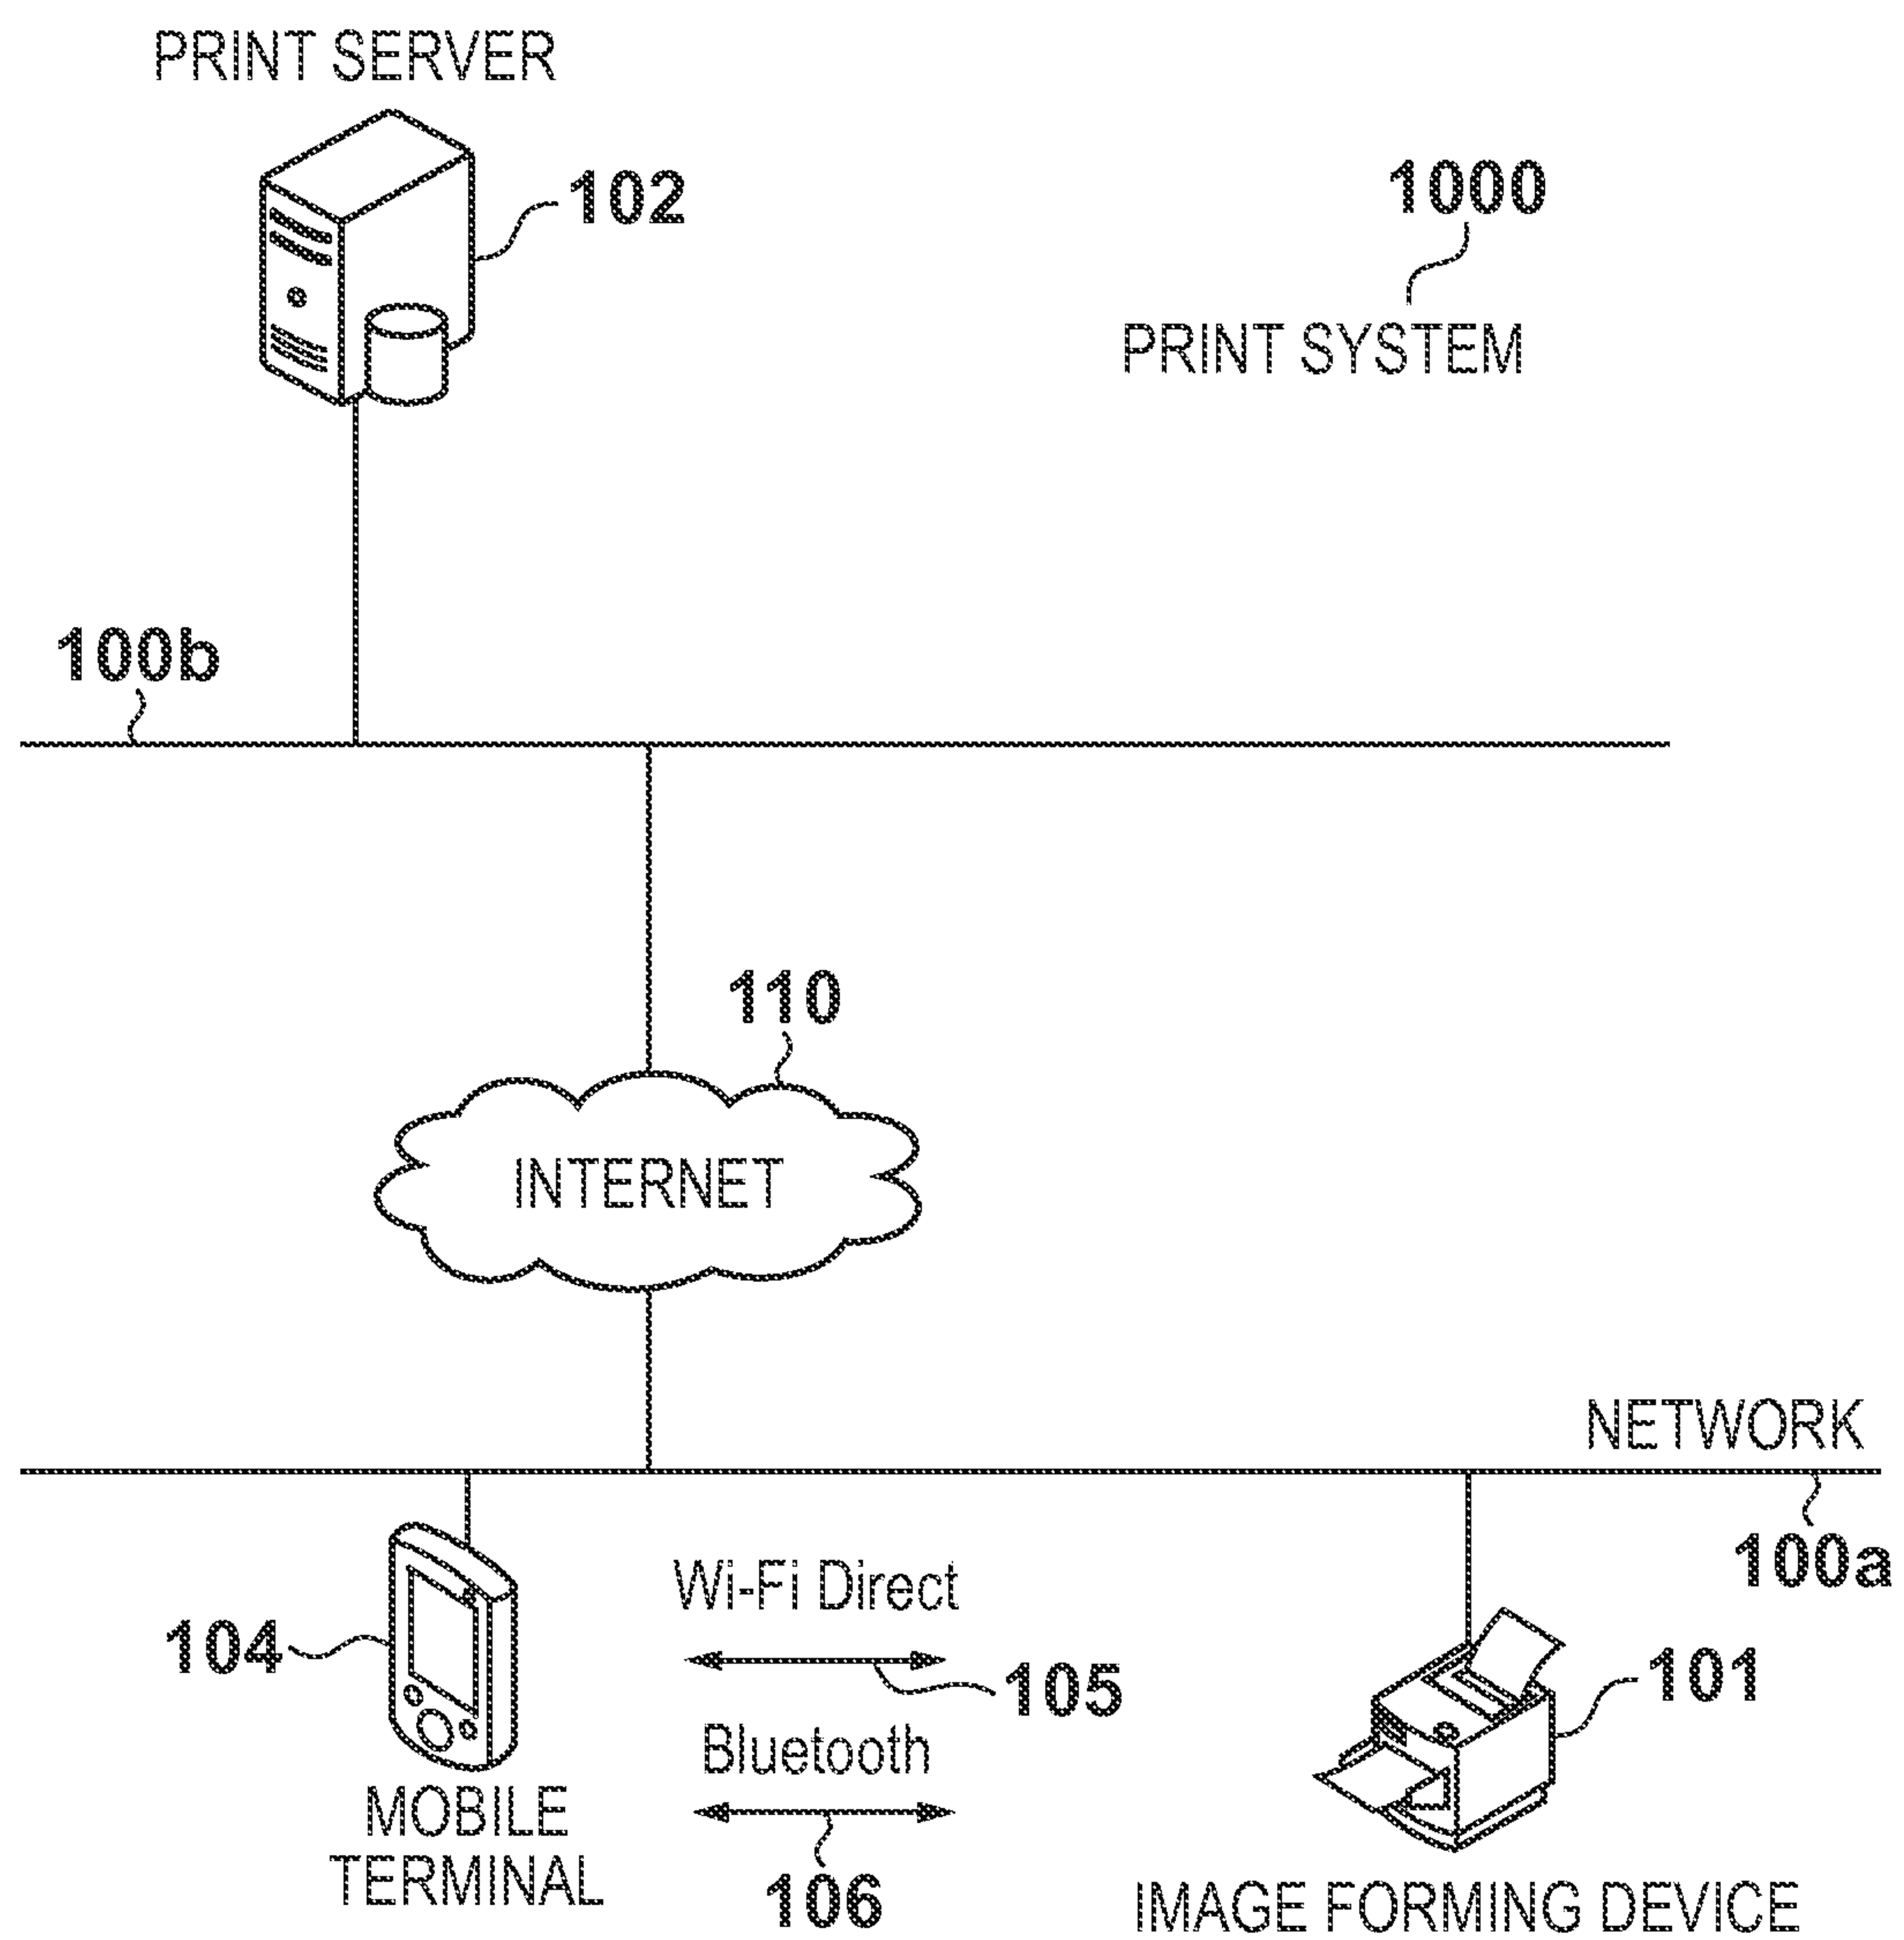 PRINT SERVER
102
1000
PRINT SYSTEM
100b
110
INTERNET
NETWORK
100a
104
Wi-Fi Direct
105
101
Bluetooth
106
MOBILE
TERMINAL
IMAGE FORMING DEVICE